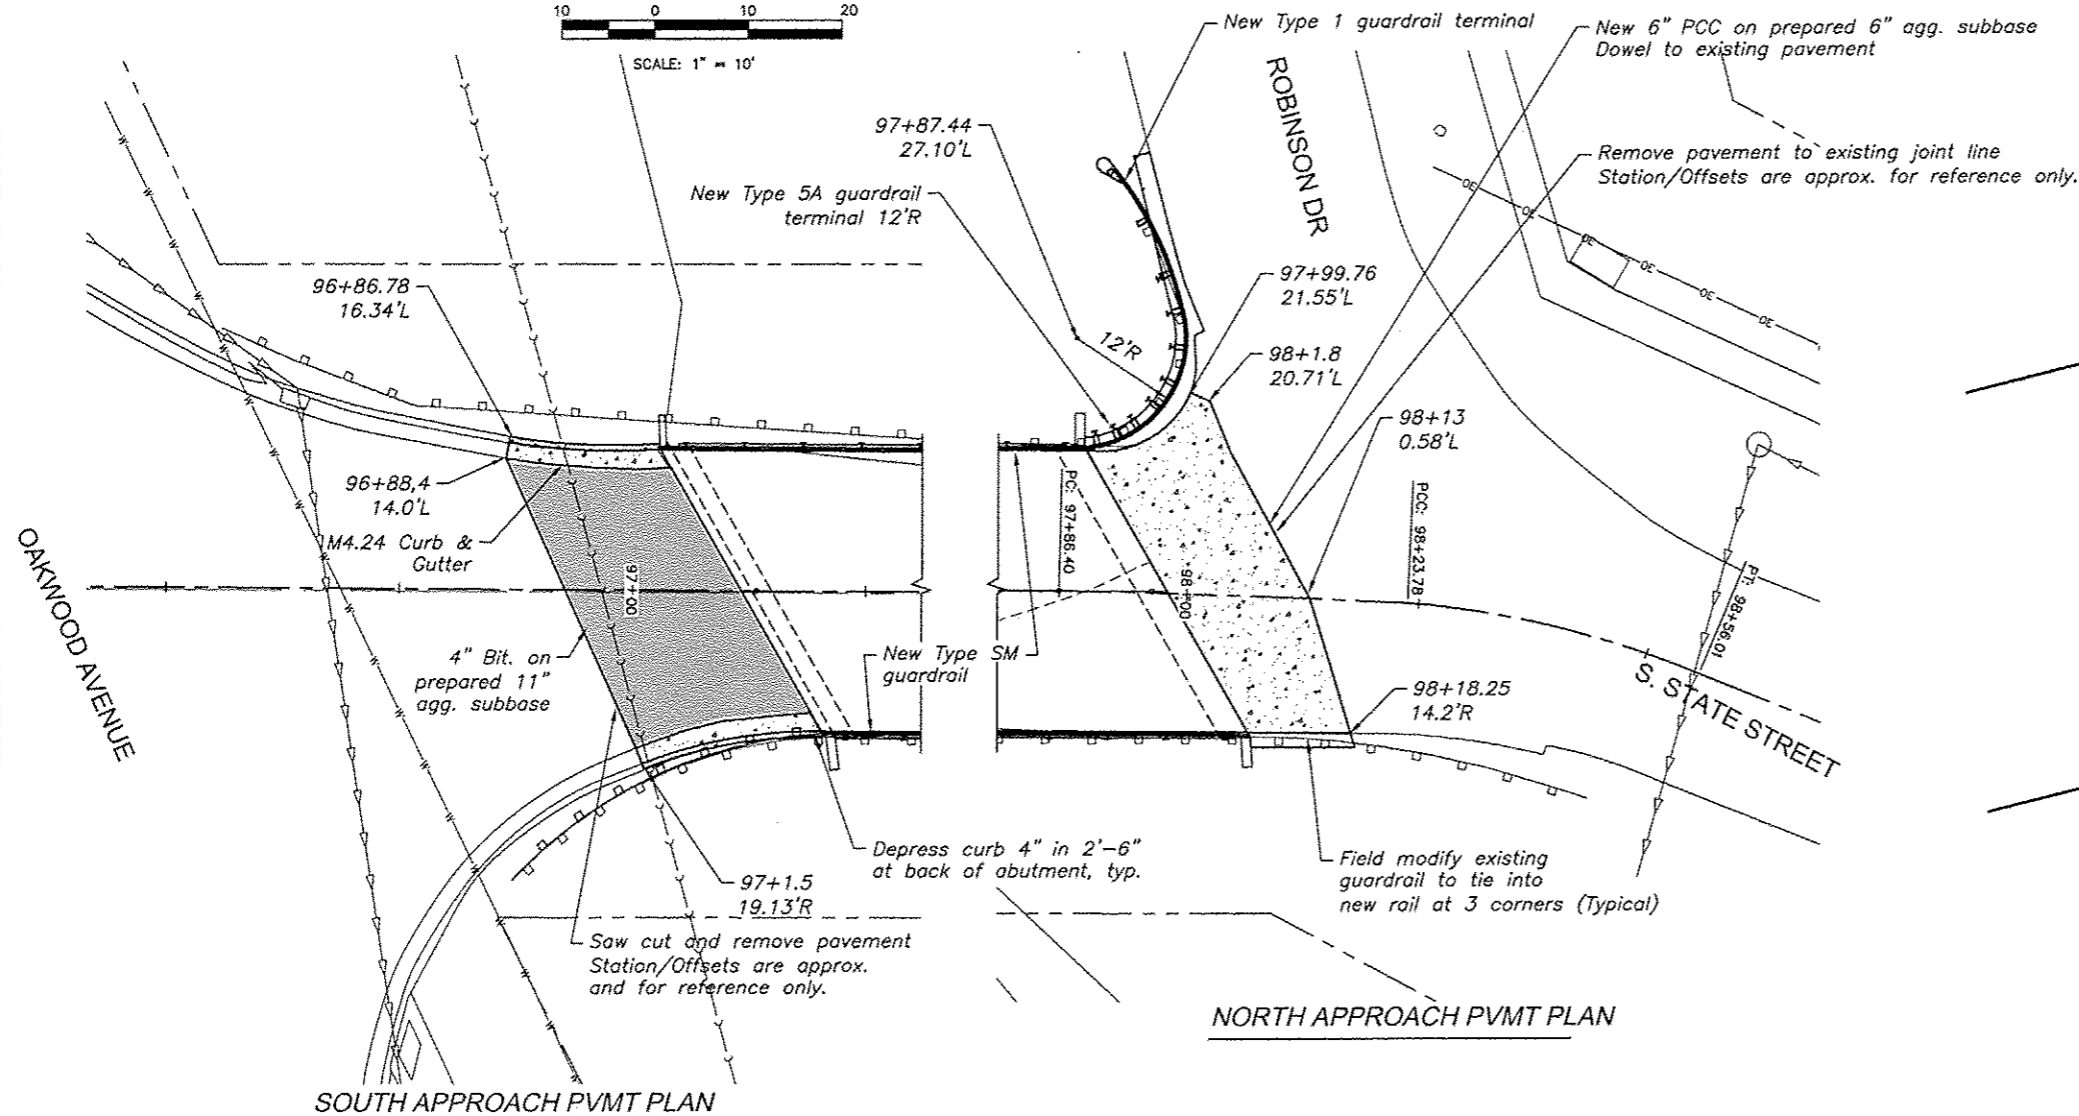 10 0 10 20
SCALE: 1" = 10'
New Type 1 guardrail terminal
New 6" PCC on prepared 6" agg. subbase
Dowel to existing pavement
ROBINSON DR
97+87.44
27.10'L
Remove pavement to existing joint line
Station/Offsets are approx. for reference only.
New Type 5A guardrail
terminal 12'R
96+86.78
16.34'L
97+99.76
21.55'L
12'R
98+1.8
20.71'L
98+13
0.58'L
96+88,4
14.0'L
M4.24 Curb &
Gutter
PC: 97+86.40
PCC: 98+23.78
OAKWOOD AVENUE
97+00
98+00
PT: 98+56.01
4" Bit. on
prepared 11"
agg. subbase
New Type SM
guardrail
S. STATE STREET
98+18.25
14.2'R
Depress curb 4" in 2'-6"
at back of abutment, typ.
Field modify existing
guardrail to tie into
new rail at 3 corners (Typical)
97+1.5
19.13'R
Saw cut and remove pavement
Station/Offsets are approx.
and for reference only.
NORTH APPROACH PVMT PLAN
SOUTH APPROACH PVMT PLAN